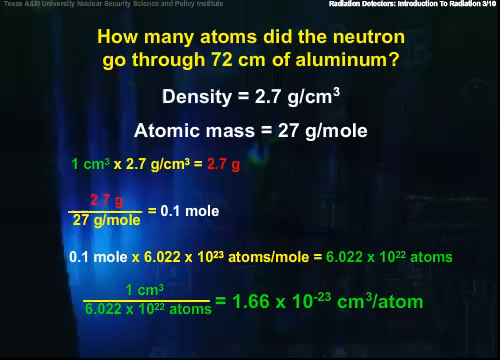 Texas A&M University Nuclear Security Science and Policy Institute
Radiation Detectors: Introduction To Radiation 3/10
How many atoms did the neutron
go through 72 cm of aluminum?
Density = 2.7 g/cm³
Atomic mass = 27 g/mole
1 cm³ x 2.7 g/cm³ = 2.7 g
2.7 g
27 g/mole
= 0.1 mole
0.1 mole x 6.022 x 10²³ atoms/mole = 6.022 x 10²² atoms
1 cm³
6.022 x 10²² atoms
= 1.66 x 10⁻²³ cm³/atom